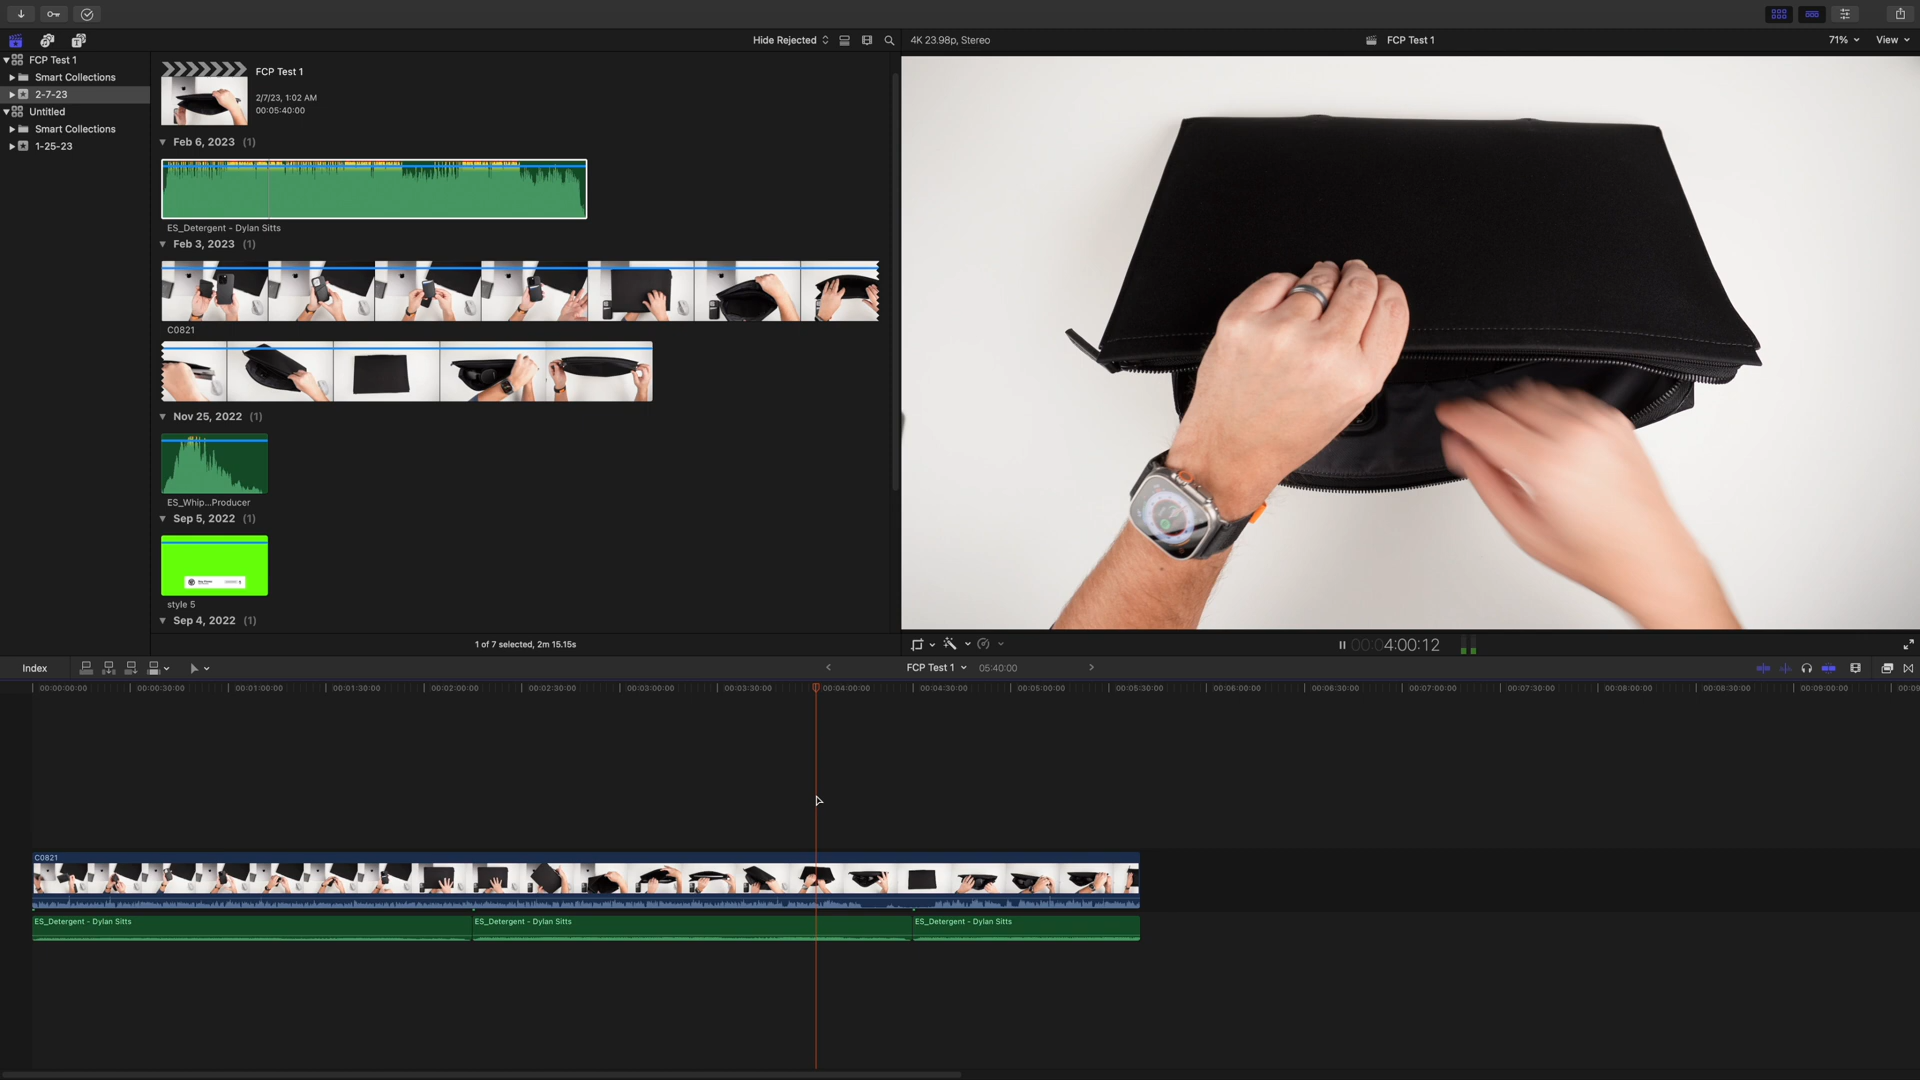 Hide Rejected
4K 23.98p, Stereo
FCP Test 1
71%
View
FCP Test 1
Smart Collections
2-7-23
Untitled
Smart Collections
1-25-23
FCP Test 1
2/7/23, 1:02 AM
00:05:40:00
Feb 6, 2023 (1)
ES_Detergent - Dylan Sitts
Feb 3, 2023 (1)
C0821
Nov 25, 2022 (1)
ES_Whip...Producer
Sep 5, 2022 (1)
style 5
Sep 4, 2022 (1)
1 of 7 selected, 2m 15.15s
00:04:00:12
Index
FCP Test 1
05:40:00
00:00:00:00
00:00:30:00
00:01:00:00
00:01:30:00
00:02:00:00
00:02:30:00
00:03:00:00
00:03:30:00
00:04:00:00
00:04:30:00
00:05:00:00
00:05:30:00
00:06:00:00
00:06:30:00
00:07:00:00
00:07:30:00
00:08:00:00
00:08:30:00
00:09:00:00
C0821
ES_Detergent - Dylan Sitts
ES_Detergent - Dylan Sitts
ES_Detergent - Dylan Sitts